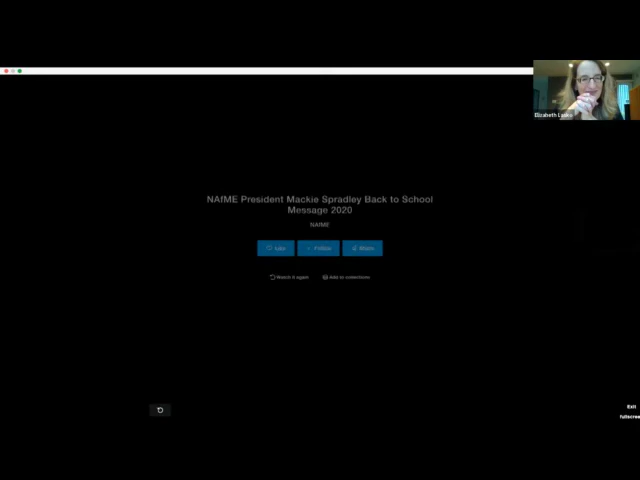 Elizabeth Lasko
NAfME President Mackie Spradley Back to School
Message 2020
NAfME
Like
Follow
Share
Watch it again
Add to collections
Exit
fullscree